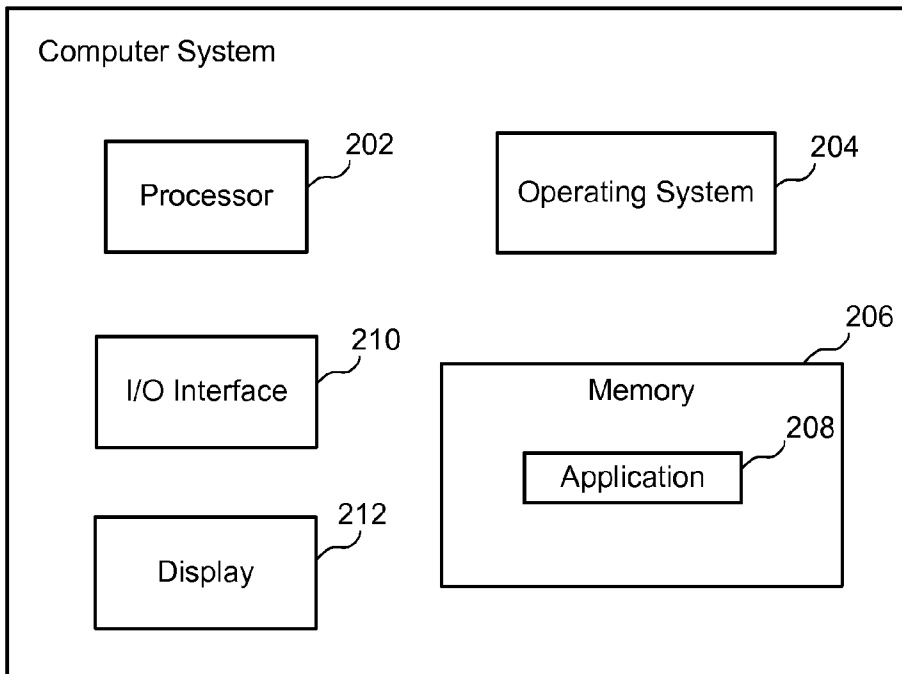 Computer System
202
Processor
204
Operating System
210
I/O Interface
206
Memory
208
Application
212
Display